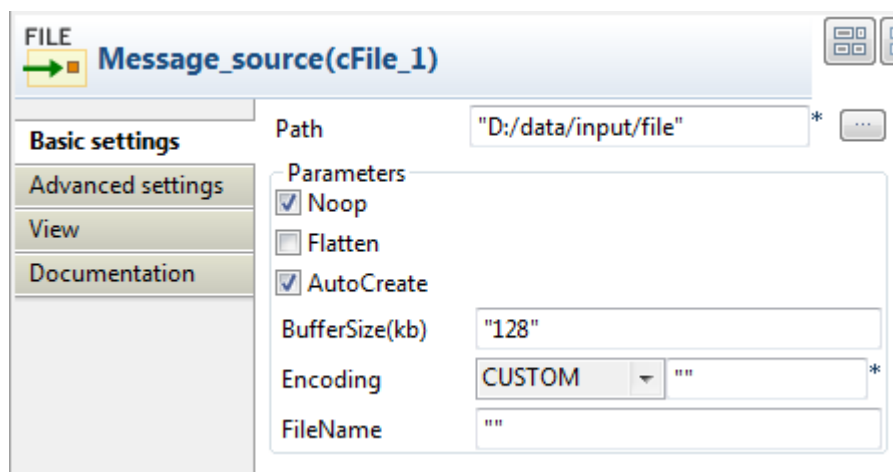 FILE
Message_source(cFile_1)
Basic settings
Advanced settings
View
Documentation
Path "D:/data/input/file" * ...
Parameters
Noop
Flatten
AutoCreate
BufferSize(kb) "128"
Encoding CUSTOM "" *
FileName ""